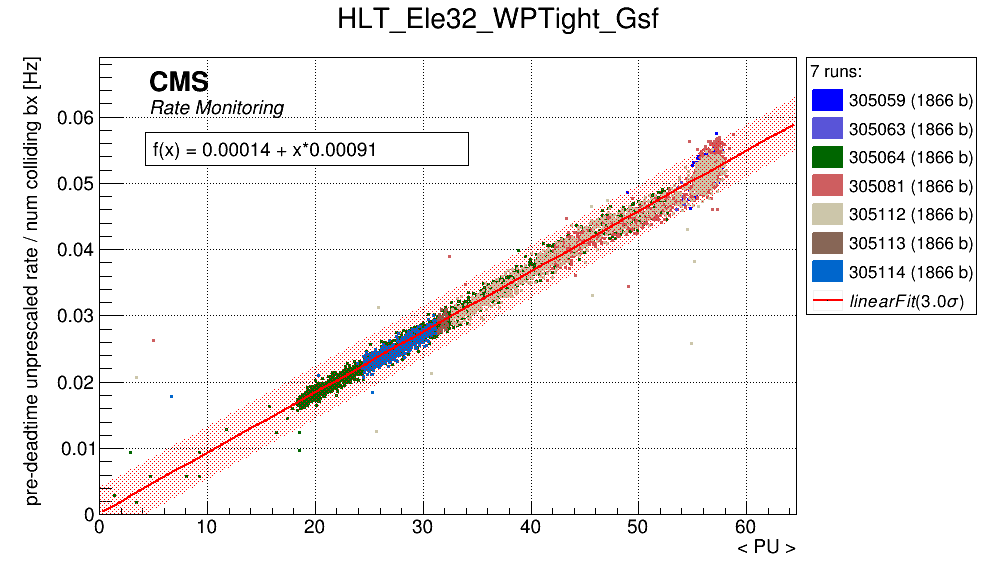 HLT_Ele32_WPTight_Gsf
pre-deadtime unprescaled rate / num colliding bx [Hz]
CMS
Rate Monitoring
f(x) = 0.00014 + x*0.00091
0.06
0.05
0.04
0.03
0.02
0.01
0
0 10 20 30 40 50 60
< PU >
7 runs:
305059 (1866 b)
305063 (1866 b)
305064 (1866 b)
305081 (1866 b)
305112 (1866 b)
305113 (1866 b)
305114 (1866 b)
linearFit(3.0σ)